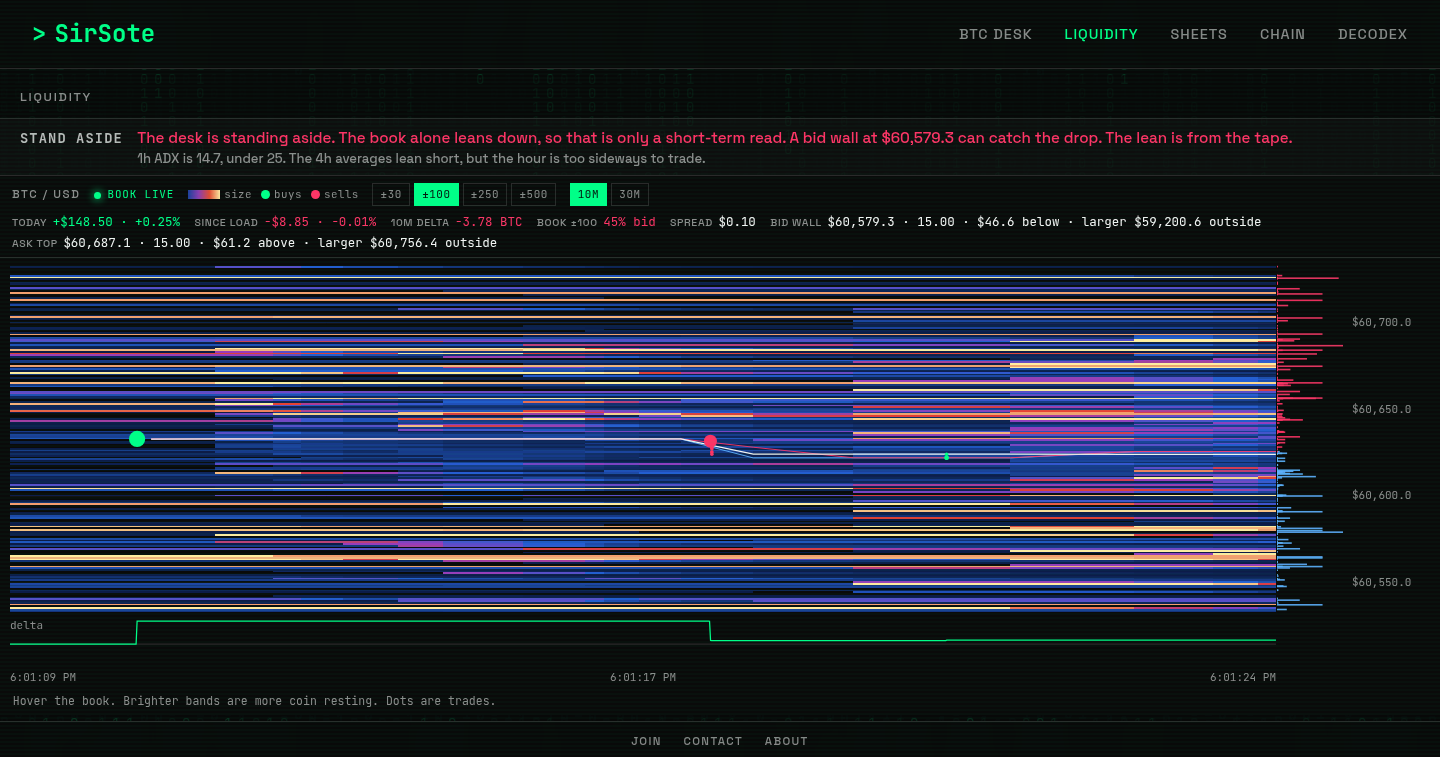 > SirSote
BTC DESK LIQUIDITY SHEETS CHAIN DECODEX
LIQUIDITY
STAND ASIDE The desk is standing aside. The book alone leans down, so that is only a short-term read. A bid wall at $60,579.3 can catch the drop. The lean is from the tape.
1h ADX is 14.7, under 25. The 4h averages lean short, but the hour is too sideways to trade.
BTC / USD BOOK LIVE size buys sells ±30 ±100 ±250 ±500 10M 30M
TODAY +$148.50 · +0.25% SINCE LOAD -$8.85 · -0.01% 10M DELTA -3.78 BTC BOOK ±100 45% bid SPREAD $0.10 BID WALL $60,579.3 · 15.00 · $46.6 below · larger $59,200.6 outside
ASK TOP $60,687.1 · 15.00 · $61.2 above · larger $60,756.4 outside
$60,700.0
$60,650.0
$60,600.0
$60,550.0
delta
6:01:09 PM 6:01:17 PM 6:01:24 PM
Hover the book. Brighter bands are more coin resting. Dots are trades.
JOIN CONTACT ABOUT